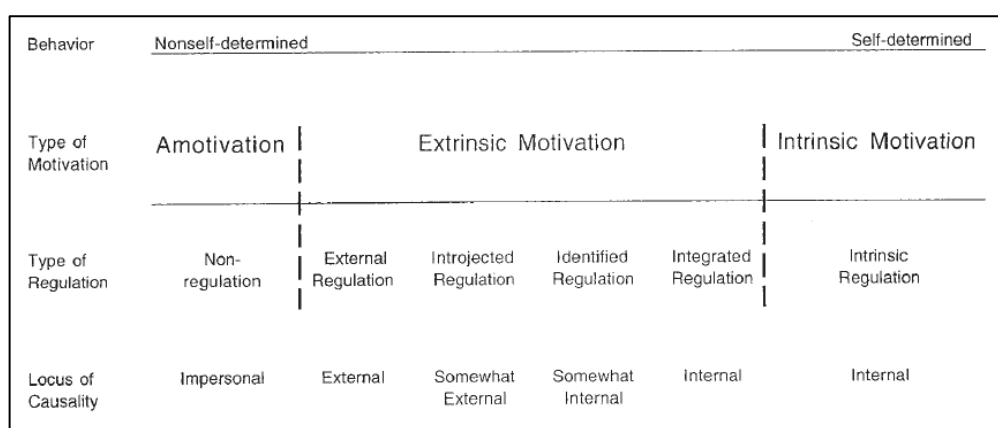 Behavior Nonself-determined Self-determined
Type of Motivation Amotivation Extrinsic Motivation Intrinsic Motivation
Type of Regulation Non-regulation External Regulation Introjected Regulation Identified Regulation Integrated Regulation Intrinsic Regulation
Locus of Causality Impersonal External Somewhat External Somewhat Internal Internal Internal